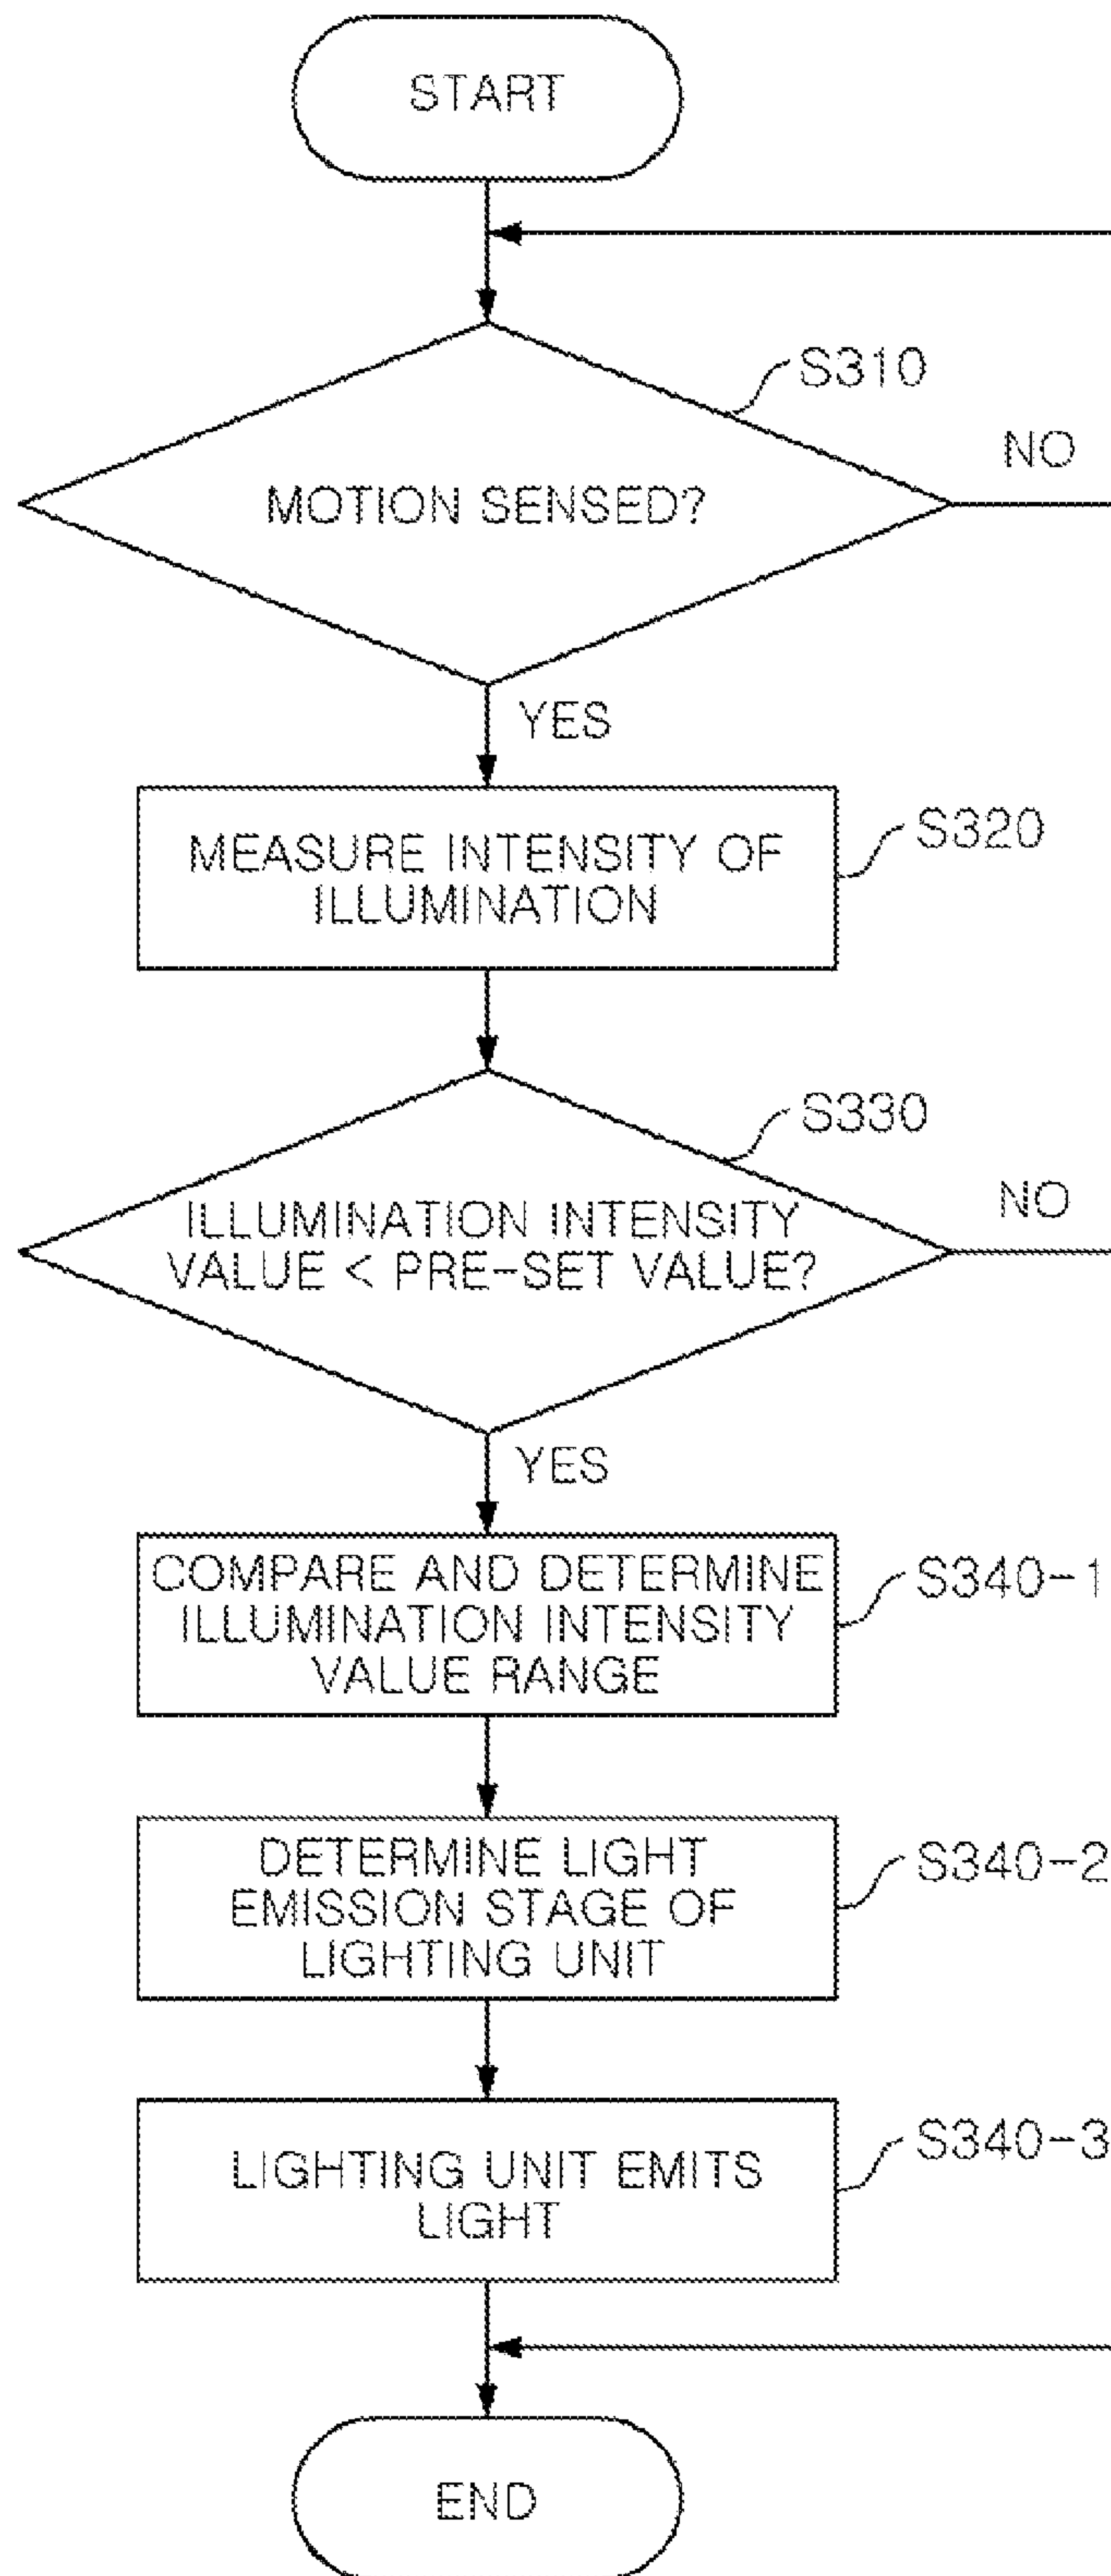 START
S310
NO
MOTION SENSED?
YES
S320
MEASURE INTENSITY OF
ILLUMINATION
S330
NO
ILLUMINATION INTENSITY
VALUE < PRE-SET VALUE?
YES
COMPARE AND DETERMINE
ILLUMINATION INTENSITY
VALUE RANGE
S340-1
DETERMINE LIGHT
EMISSION STAGE OF
LIGHTING UNIT
S340-2
LIGHTING UNIT EMITS
LIGHT
S340-3
END